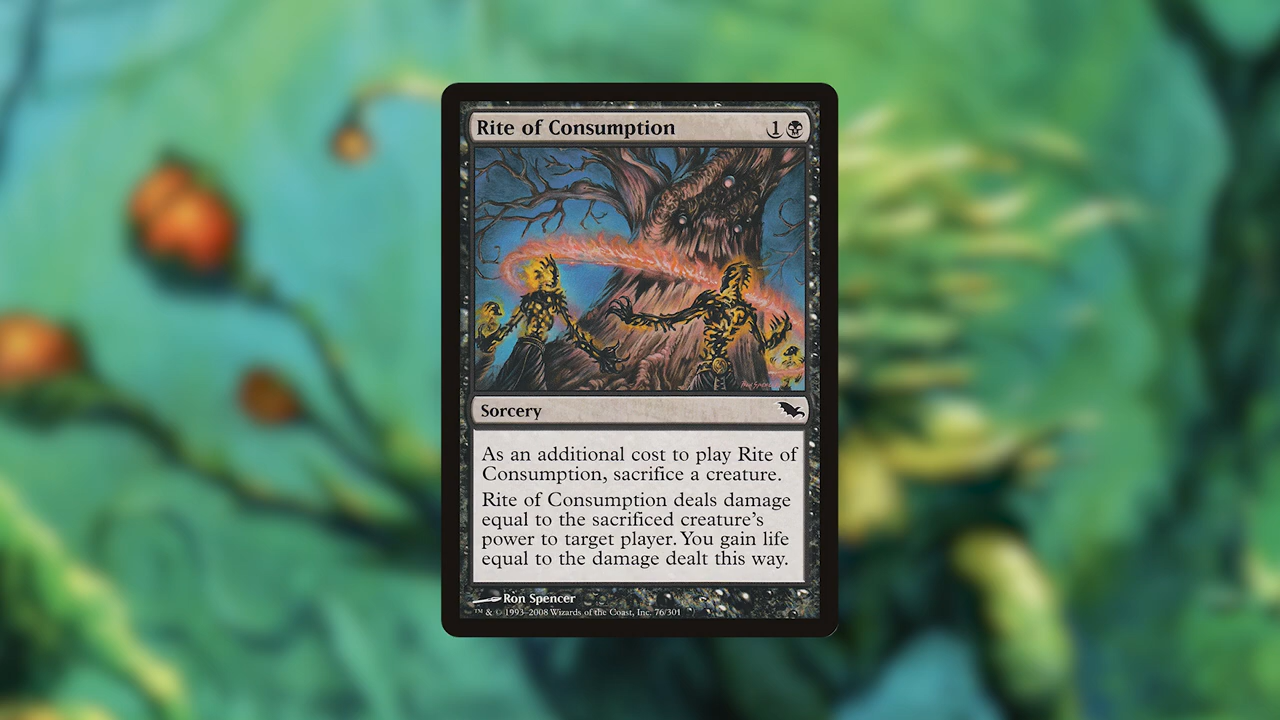 Rite of Consumption 1
Sorcery
As an additional cost to play Rite of
Consumption, sacrifice a creature.
Rite of Consumption deals damage
equal to the sacrificed creature's
power to target player. You gain life
equal to the damage dealt this way.
Ron Spencer
™ & © 1993–2008 Wizards of the Coast, Inc. 76/301